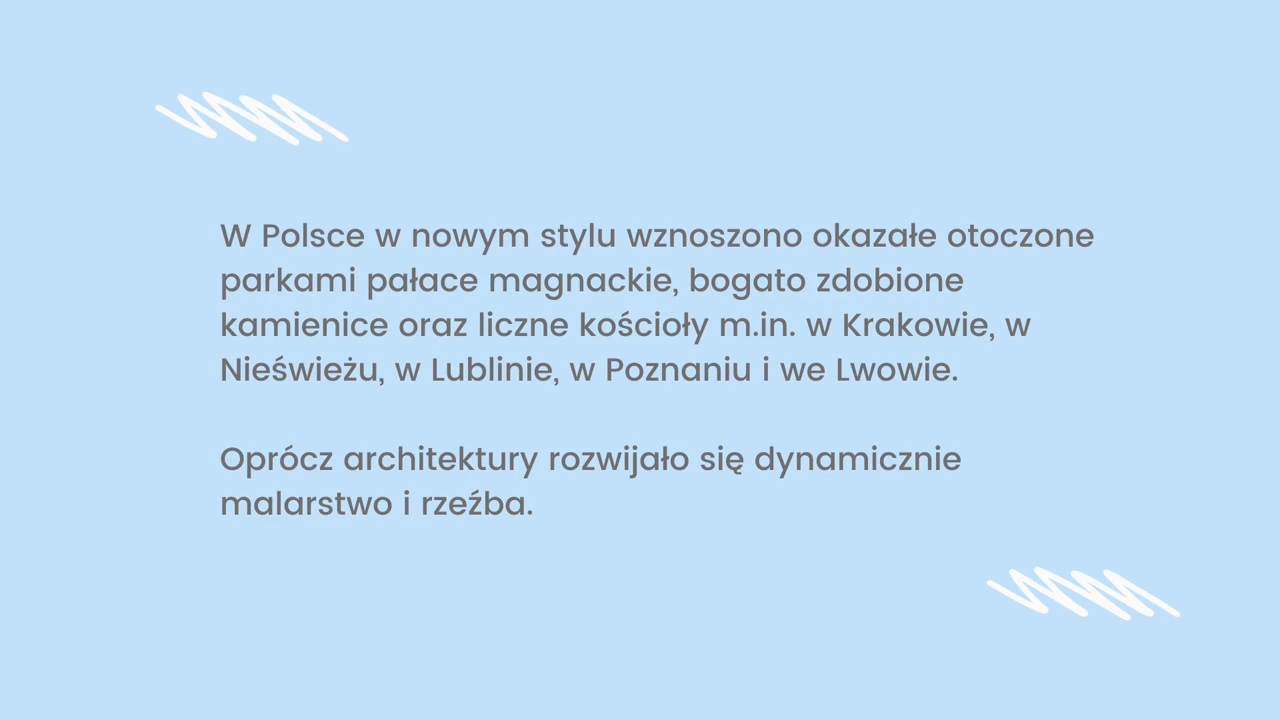 W Polsce w nowym stylu wznoszono okazałe otoczone
parkami pałace magnackie, bogato zdobione
kamienice oraz liczne kościoły m.in. w Krakowie, w
Nieświeżu, w Lublinie, w Poznaniu i we Lwowie.
Oprócz architektury rozwijało się dynamicznie
malarstwo i rzeźba.